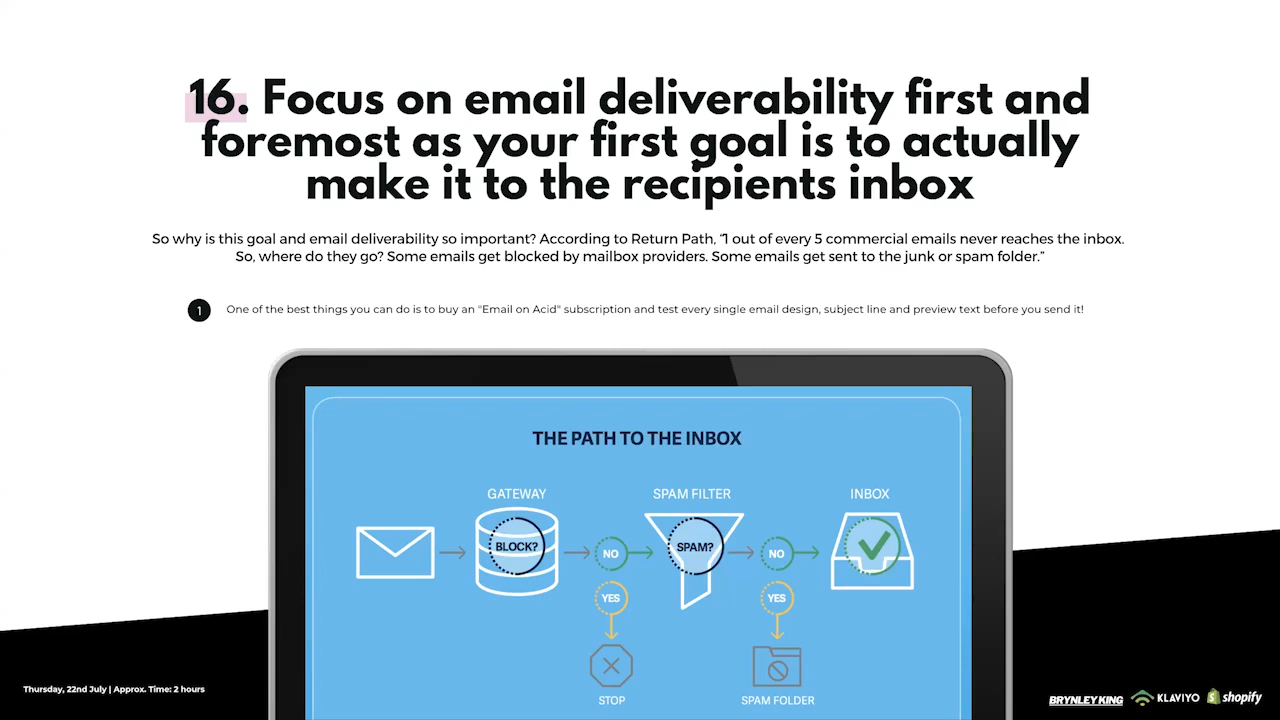 16. Focus on email deliverability first and
foremost as your first goal is to actually
make it to the recipients inbox
So why is this goal and email deliverability so important? According to Return Path, “1 out of every 5 commercial emails never reaches the inbox.
So, where do they go? Some emails get blocked by mailbox providers. Some emails get sent to the junk or spam folder.”
1 One of the best things you can do is to buy an "Email on Acid" subscription and test every single email design, subject line and preview text before you send it!
THE PATH TO THE INBOX
GATEWAY SPAM FILTER INBOX
BLOCK? NO SPAM? NO
YES YES
STOP SPAM FOLDER
Thursday, 22nd July | Approx. Time: 2 hours
BRYNLEY KING KLAVIYO shopify